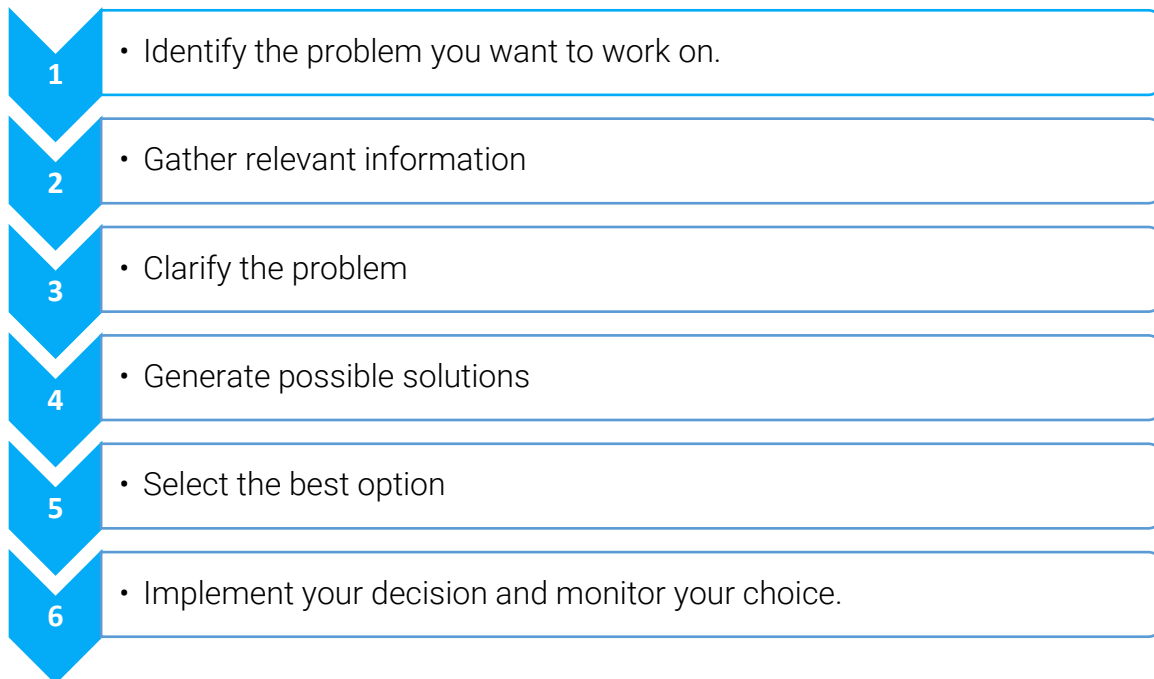 1
• Identify the problem you want to work on.
2
• Gather relevant information
3
• Clarify the problem
4
• Generate possible solutions
5
• Select the best option
6
• Implement your decision and monitor your choice.